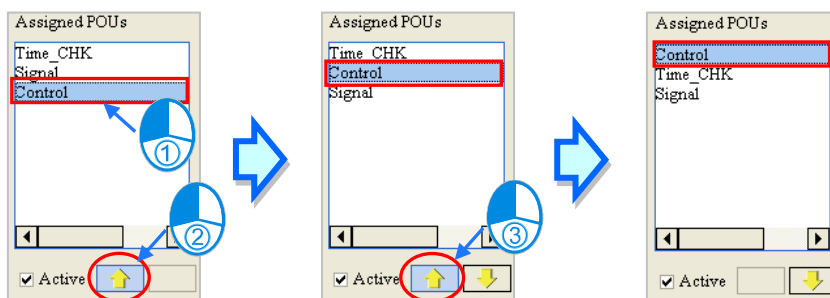 Assigned POUs
Time_CHK
Signal
Control
①
②
Active
Assigned POUs
Time_CHK
Control
Signal
③
Active
Assigned POUs
Control
Time_CHK
Signal
Active